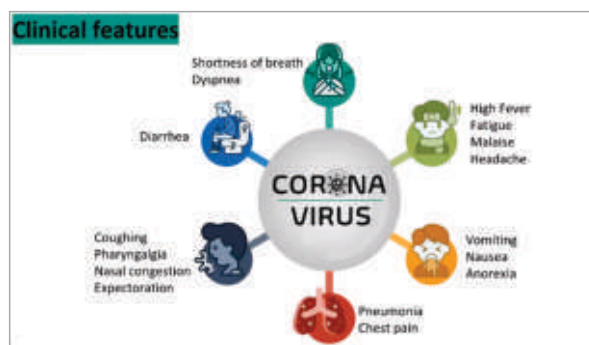 Clinical features
Shortness of breath
Dyspnea
High Fever
Fatigue
Malaise
Headache
Diarrhea
CORONA
VIRUS
Coughing
Pharyngalgia
Nasal congestion
Expectoration
Vomiting
Nausea
Anorexia
Pneumonia
Chest pain